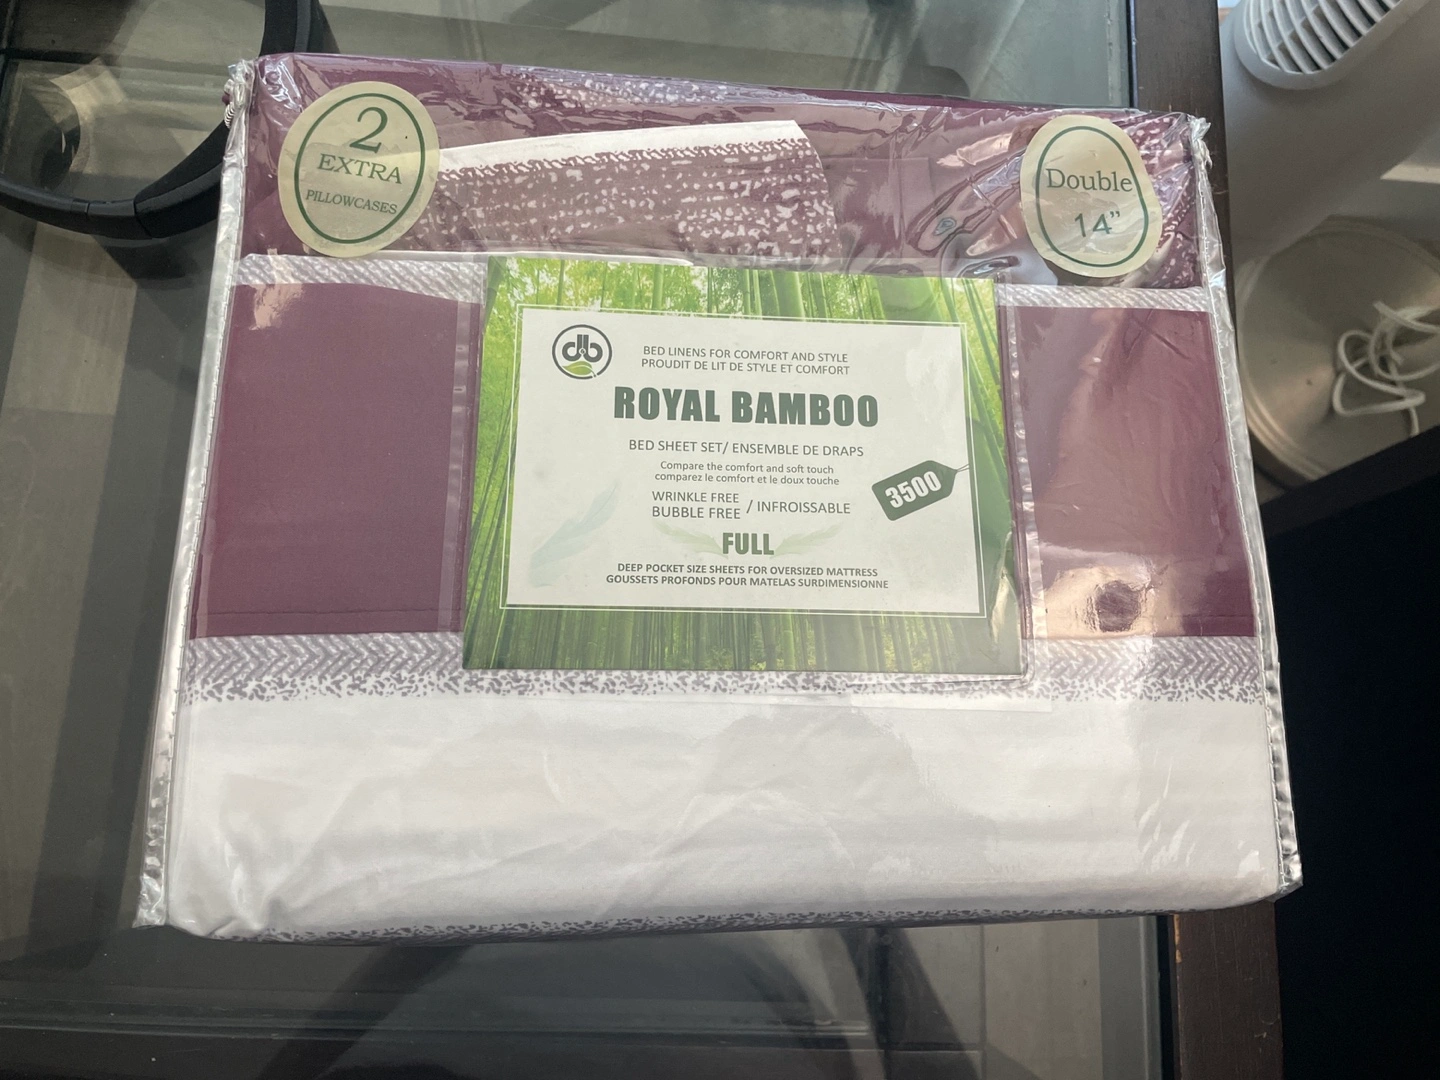 2
EXTRA
PILLOWCASES
Double
14"
db
BED LINENS FOR COMFORT AND STYLE
PROUDIT DE LIT DE STYLE ET COMFORT
ROYAL BAMBOO
BED SHEET SET/ ENSEMBLE DE DRAPS
Compare the comfort and soft touch
comparez le comfort et le doux touche
3500
WRINKLE FREE
BUBBLE FREE / INFROISSABLE
FULL
DEEP POCKET SIZE SHEETS FOR OVERSIZED MATTRESS
GOUSSETS PROFONDS POUR MATELAS SURDIMENSIONNE